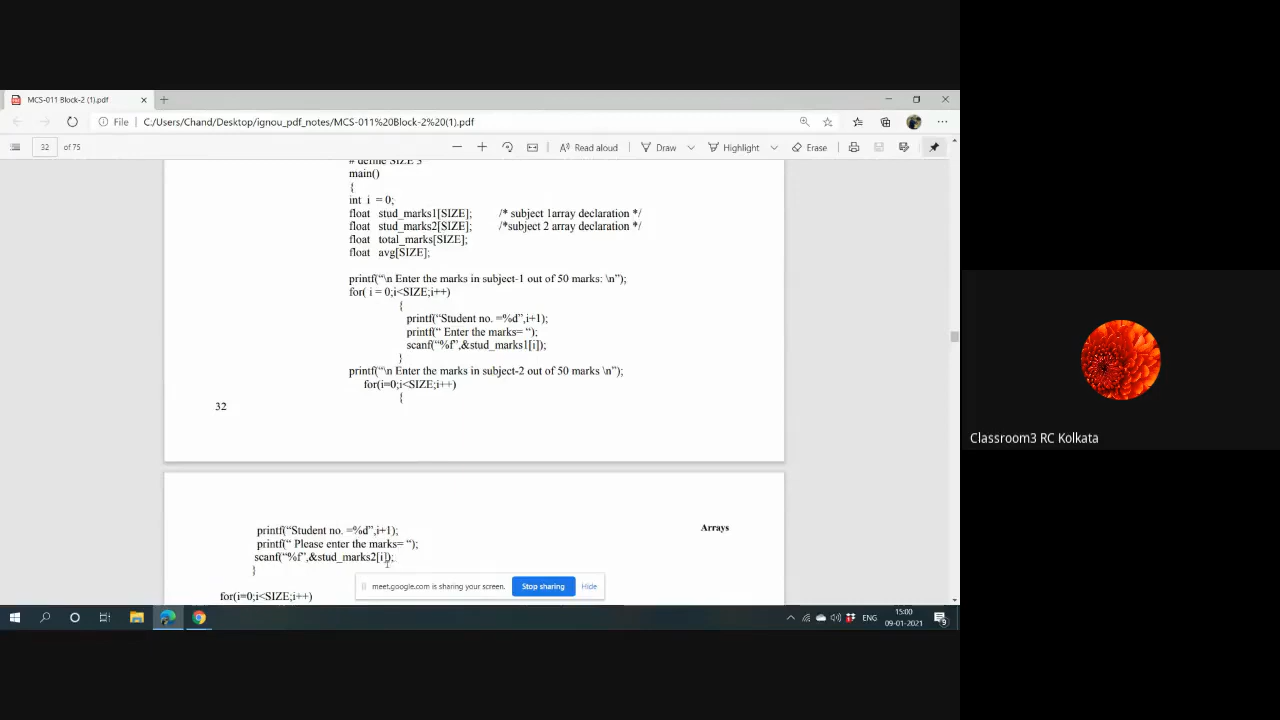 MCS-011 Block-2 (1).pdf
File
C:/Users/Chand/Desktop/ignou_pdf_notes/MCS-011%20Block-2%20(1).pdf
32 of 75
Read aloud
Draw
Highlight
Erase
# define SIZE 5
main()
{
int i = 0;
float stud_marks1[SIZE]; /* subject 1array declaration */
float stud_marks2[SIZE]; /*subject 2 array declaration */
float total_marks[SIZE];
float avg[SIZE];
printf(“\n Enter the marks in subject-1 out of 50 marks: \n”);
for( i = 0;i<SIZE;i++)
{
printf(“Student no. =%d”,i+1);
printf(“ Enter the marks= “);
scanf(“%f”,&stud_marks1[i]);
}
printf(“\n Enter the marks in subject-2 out of 50 marks \n”);
for(i=0;i<SIZE;i++)
{
32
Arrays
printf(“Student no. =%d”,i+1);
printf(“ Please enter the marks= “);
scanf(“%f”,&stud_marks2[i]);
}
for(i=0;i<SIZE;i++)
meet.google.com is sharing your screen.
Stop sharing
Hide
ENG
15:00
09-01-2021
Classroom3 RC Kolkata